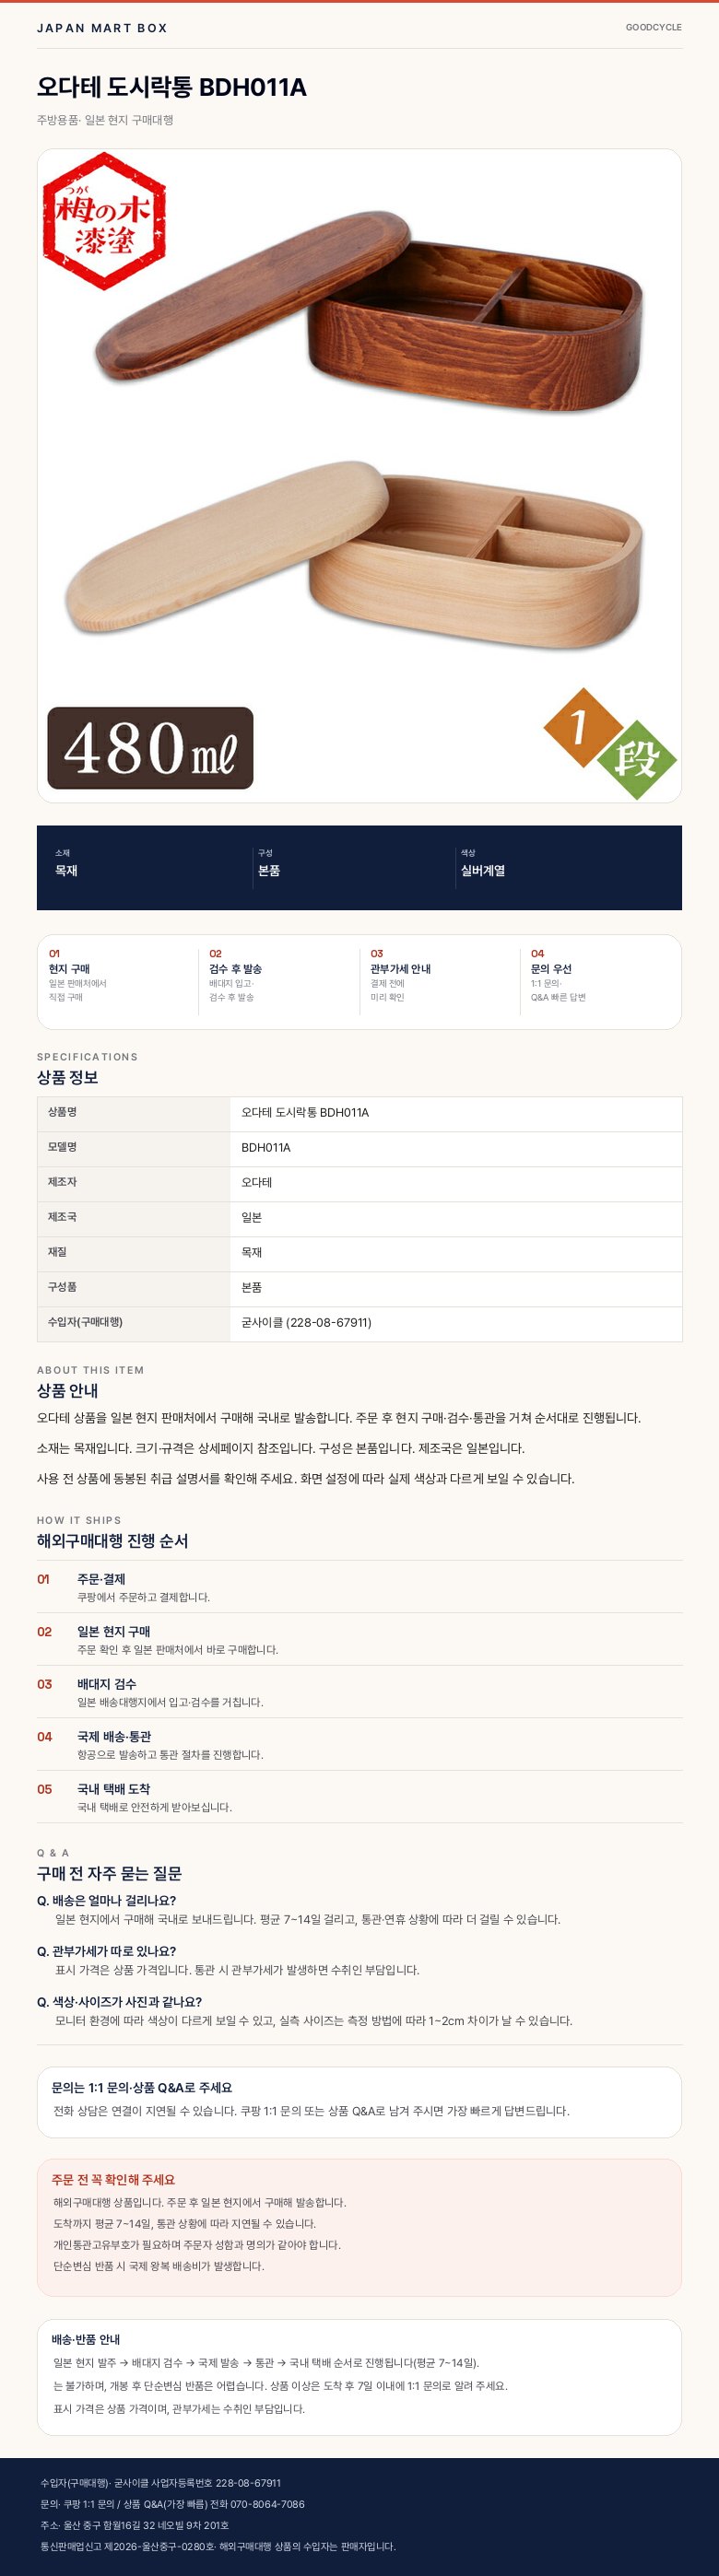 JAPAN MART BOX
GOODCYCLE
오다테 도시락통 BDH011A
주방용품· 일본 현지 구매대행
つが
栂の木
漆塗
480㎖
1
段
소재
목재
구성
본품
색상
실버계열
01
현지 구매
일본 판매처에서
직접 구매
02
검수 후 발송
배대지 입고·
검수 후 발송
03
관부가세 안내
결제 전에
미리 확인
04
문의 우선
1:1 문의·
Q&A 빠른 답변
SPECIFICATIONS
상품 정보
상품명 오다테 도시락통 BDH011A
모델명 BDH011A
제조자 오다테
제조국 일본
재질 목재
구성품 본품
수입자(구매대행) 굳사이클 (228-08-67911)
ABOUT THIS ITEM
상품 안내
오다테 상품을 일본 현지 판매처에서 구매해 국내로 발송합니다. 주문 후 현지 구매·검수·통관을 거쳐 순서대로 진행됩니다.
소재는 목재입니다. 크기·규격은 상세페이지 참조입니다. 구성은 본품입니다. 제조국은 일본입니다.
사용 전 상품에 동봉된 취급 설명서를 확인해 주세요. 화면 설정에 따라 실제 색상과 다르게 보일 수 있습니다.
HOW IT SHIPS
해외구매대행 진행 순서
01 주문·결제
쿠팡에서 주문하고 결제합니다.
02 일본 현지 구매
주문 확인 후 일본 판매처에서 바로 구매합니다.
03 배대지 검수
일본 배송대행지에서 입고·검수를 거칩니다.
04 국제 배송·통관
항공으로 발송하고 통관 절차를 진행합니다.
05 국내 택배 도착
국내 택배로 안전하게 받아보십니다.
Q & A
구매 전 자주 묻는 질문
Q. 배송은 얼마나 걸리나요?
일본 현지에서 구매해 국내로 보내드립니다. 평균 7~14일 걸리고, 통관·연휴 상황에 따라 더 걸릴 수 있습니다.
Q. 관부가세가 따로 있나요?
표시 가격은 상품 가격입니다. 통관 시 관부가세가 발생하면 수취인 부담입니다.
Q. 색상·사이즈가 사진과 같나요?
모니터 환경에 따라 색상이 다르게 보일 수 있고, 실측 사이즈는 측정 방법에 따라 1~2cm 차이가 날 수 있습니다.
문의는 1:1 문의·상품 Q&A로 주세요
전화 상담은 연결이 지연될 수 있습니다. 쿠팡 1:1 문의 또는 상품 Q&A로 남겨 주시면 가장 빠르게 답변드립니다.
주문 전 꼭 확인해 주세요
해외구매대행 상품입니다. 주문 후 일본 현지에서 구매해 발송합니다.
도착까지 평균 7~14일, 통관 상황에 따라 지연될 수 있습니다.
개인통관고유부호가 필요하며 주문자 성함과 명의가 같아야 합니다.
단순변심 반품 시 국제 왕복 배송비가 발생합니다.
배송·반품 안내
일본 현지 발주 → 배대지 검수 → 국제 발송 → 통관 → 국내 택배 순서로 진행됩니다(평균 7~14일).
는 불가하며, 개봉 후 단순변심 반품은 어렵습니다. 상품 이상은 도착 후 7일 이내에 1:1 문의로 알려 주세요.
표시 가격은 상품 가격이며, 관부가세는 수취인 부담입니다.
수입자(구매대행)· 굳사이클 사업자등록번호 228-08-67911
문의· 쿠팡 1:1 문의 / 상품 Q&A(가장 빠름) 전화 070-8064-7086
주소· 울산 중구 함월16길 32 네오빌 9차 201호
통신판매업신고 제2026-울산중구-0280호· 해외구매대행 상품의 수입자는 판매자입니다.